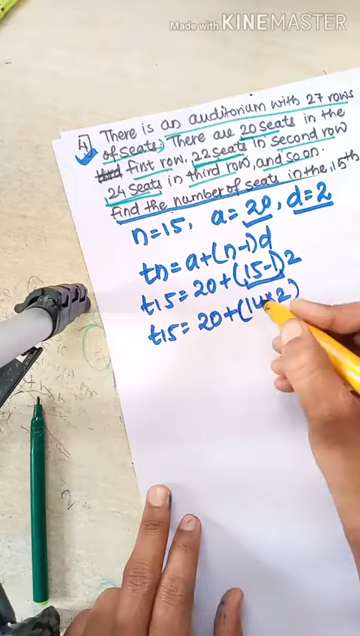 Made with KINEMASTER
4) There is an auditorium with 27 rows
of seats. There are 20 seats in the
first row, 22 seats in second row
24 seats in third row, and so on.
find the number of seats in the 15th
n=15, a=20, d=2
tn=a+(n-1)d
t15=20+(15-1)2
t15=20+(14×2)
2